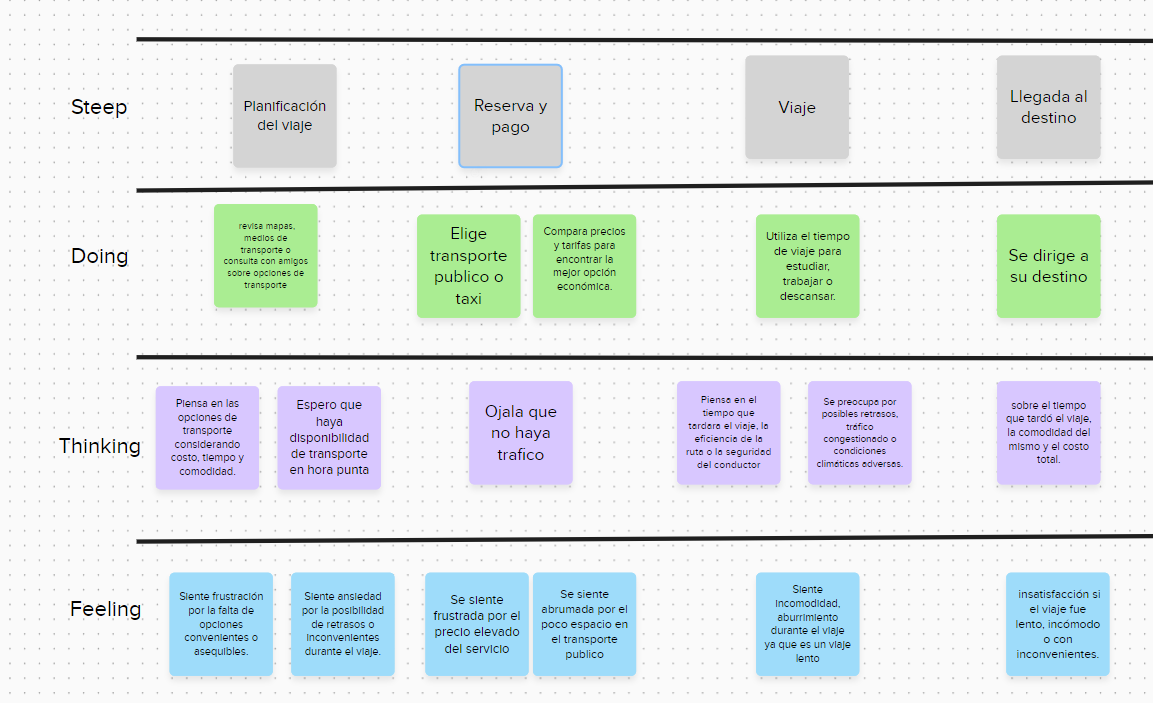 Steep
Planificación
del viaje
Reserva y
pago
Viaje
Llegada al
destino
Doing
revisa mapas,
medios de
transporte o
consulta con amigos
sobre opciones de
transporte
Elige
transporte
publico o
taxi
Compara precios
y tarifas para
encontrar la
mejor opción
económica.
Utiliza el tiempo
de viaje para
estudiar,
trabajar o
descansar.
Se dirige a
su destino
Thinking
Piensa en las
opciones de
transporte
considerando
costo, tiempo y
comodidad.
Espero que
haya
disponibilidad
de transporte
en hora punta
Ojala que
no haya
trafico
Piensa en el
tiempo que
tardara el viaje, la
eficiencia de la
ruta o la seguridad
del conductor
Se preocupa por
posibles retrasos,
tráfico
congestionado o
condiciones
climáticas adversas.
sobre el tiempo
que tardó el viaje,
la comodidad del
mismo y el costo
total.
Feeling
Siente frustración
por la falta de
opciones
convenientes o
asequibles.
Siente ansiedad
por la posibilidad
de retrasos o
inconvenientes
durante el viaje.
Se siente
frustrada por el
precio elevado
del servicio
Se siente
abrumada por el
poco espacio en
el transporte
publico
Siente
incomodidad,
aburrimiento
durante el viaje
ya que es un viaje
lento
insatisfacción si
el viaje fue
lento, incómodo
o con
inconvenientes.